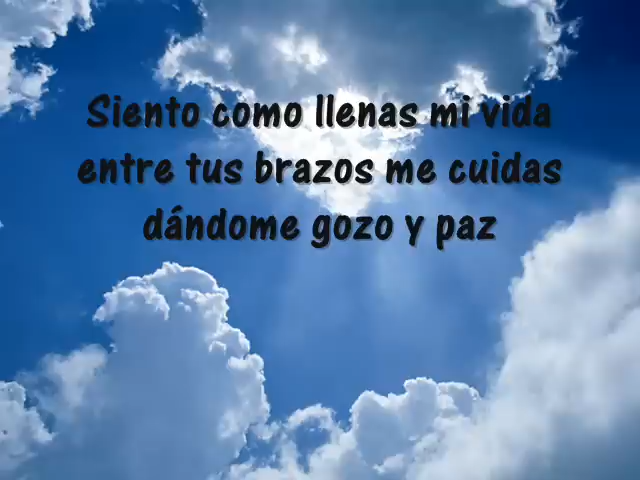 Siento como llenas mi vida
entre tus brazos me cuidas
dándome gozo y paz